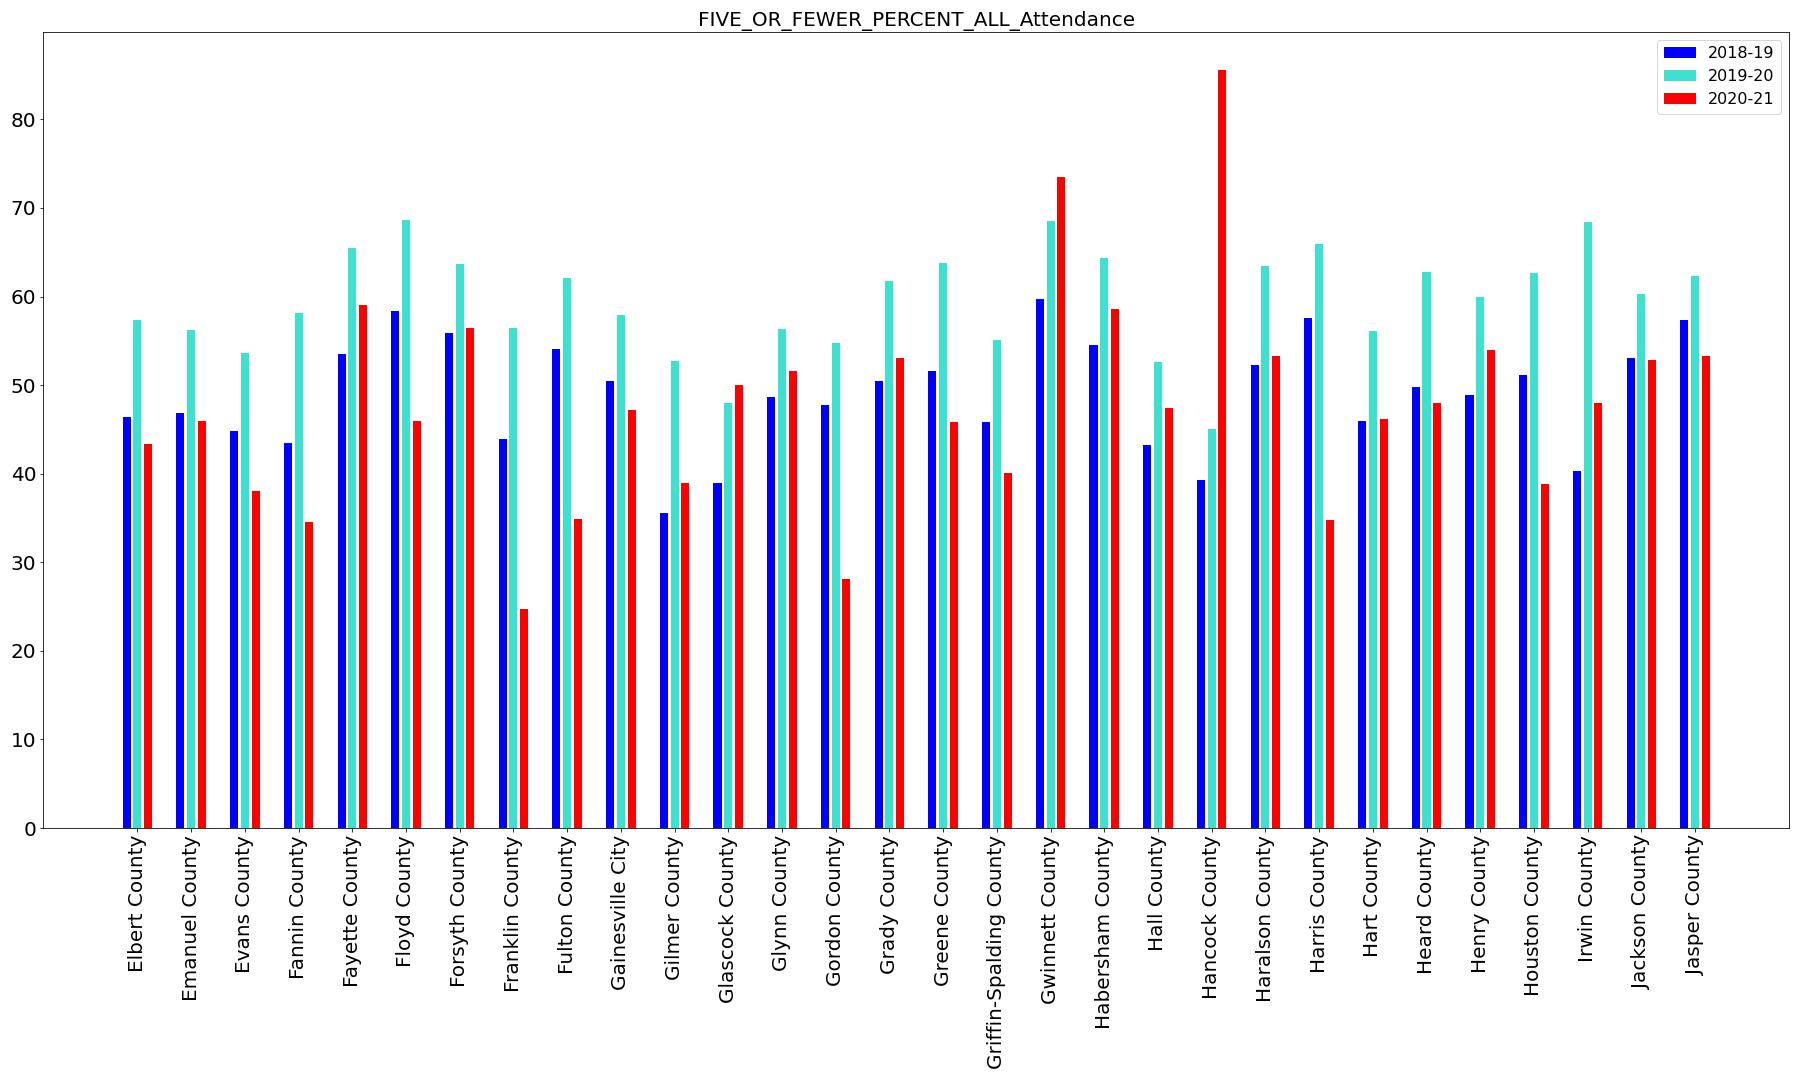 FIVE_OR_FEWER_PERCENT_ALL_Attendance
2018-19
2019-20
2020-21
80
70
60
50
40
30
20
10
0
Elbert County
Emanuel County
Evans County
Fannin County
Fayette County
Floyd County
Forsyth County
Franklin County
Fulton County
Gainesville City
Gilmer County
Glascock County
Glynn County
Gordon County
Grady County
Greene County
Griffin-Spalding County
Gwinnett County
Habersham County
Hall County
Hancock County
Haralson County
Harris County
Hart County
Heard County
Henry County
Houston County
Irwin County
Jackson County
Jasper County